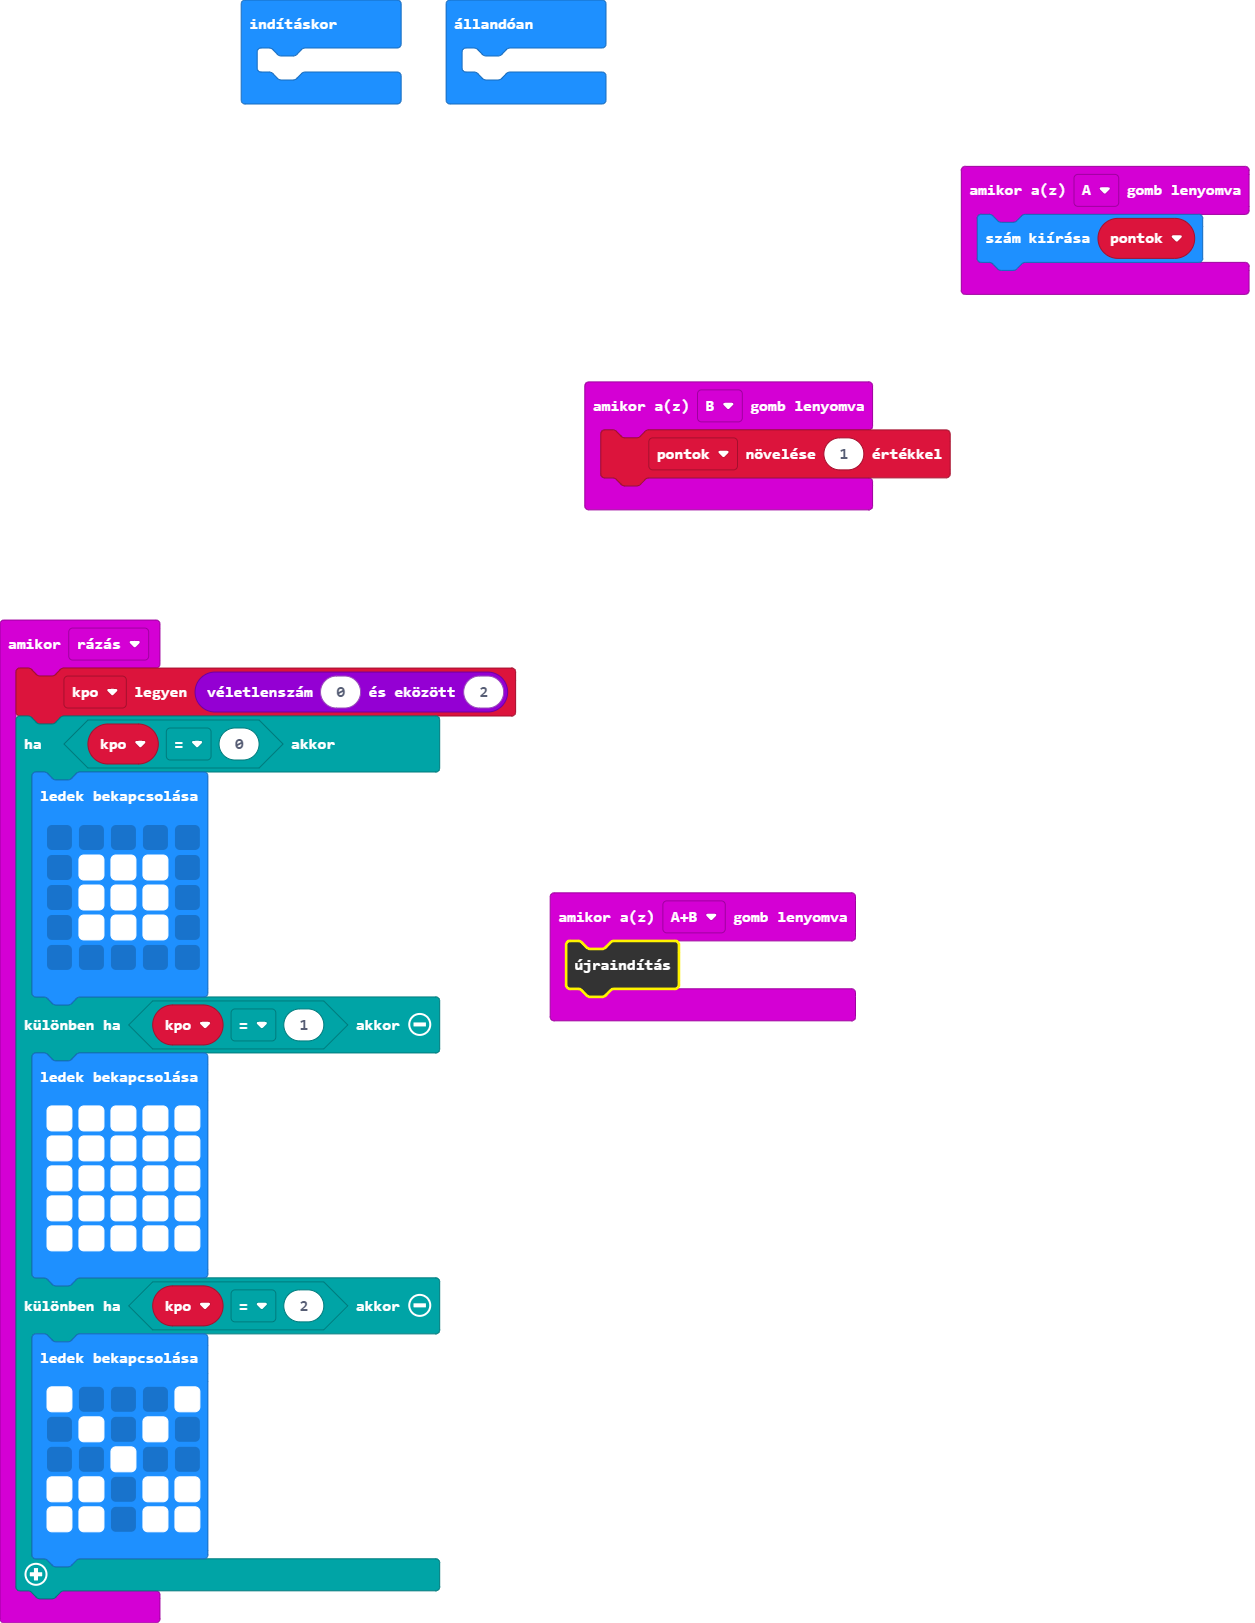 indításkor
állandóan
amikor a(z) A gomb lenyomva
szám kiírása pontok
amikor a(z) B gomb lenyomva
pontok növelése 1 értékkel
amikor rázás
kpo legyen véletlenszám 0 és eközött 2
ha kpo = 0 akkor
ledek bekapcsolása
amikor a(z) A+B gomb lenyomva
újraindítás
különben ha kpo = 1 akkor
ledek bekapcsolása
különben ha kpo = 2 akkor
ledek bekapcsolása